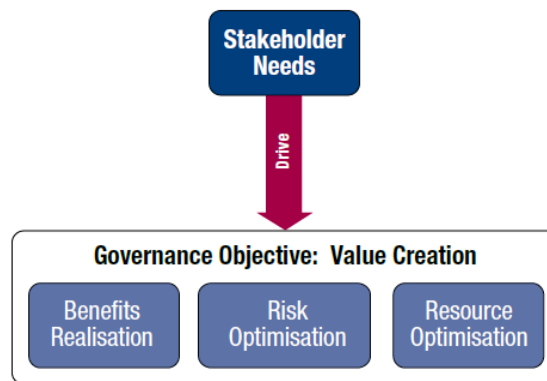 Stakeholder
Needs
Drive
Governance Objective: Value Creation
Benefits
Realisation
Risk
Optimisation
Resource
Optimisation